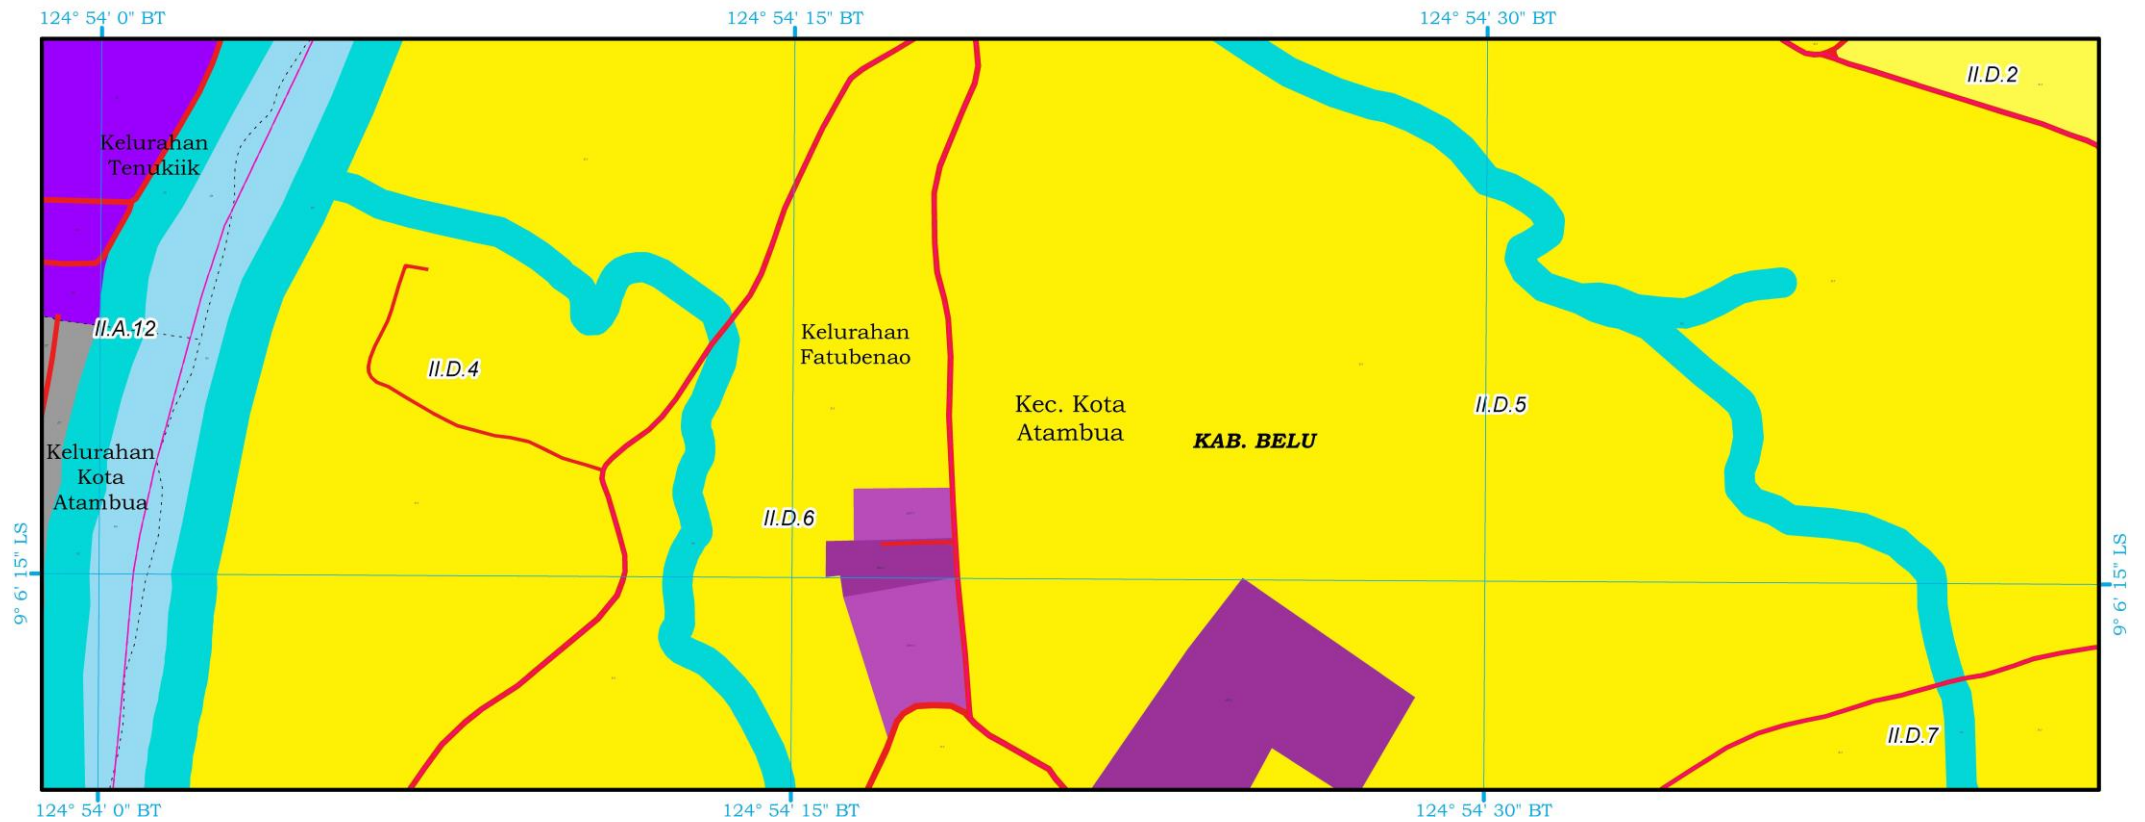 124° 54' 0" BT
124° 54' 15" BT
124° 54' 30" BT
II.D.2
Kelurahan
Tenukiik
II.A.12
II.D.4
Kelurahan
Fatubenao
Kec. Kota
Atambua
KAB. BELU
II.D.5
Kelurahan
Kota
Atambua
II.D.6
9° 6' 15" LS
9° 6' 15" LS
II.D.7
124° 54' 0" BT
124° 54' 15" BT
124° 54' 30" BT